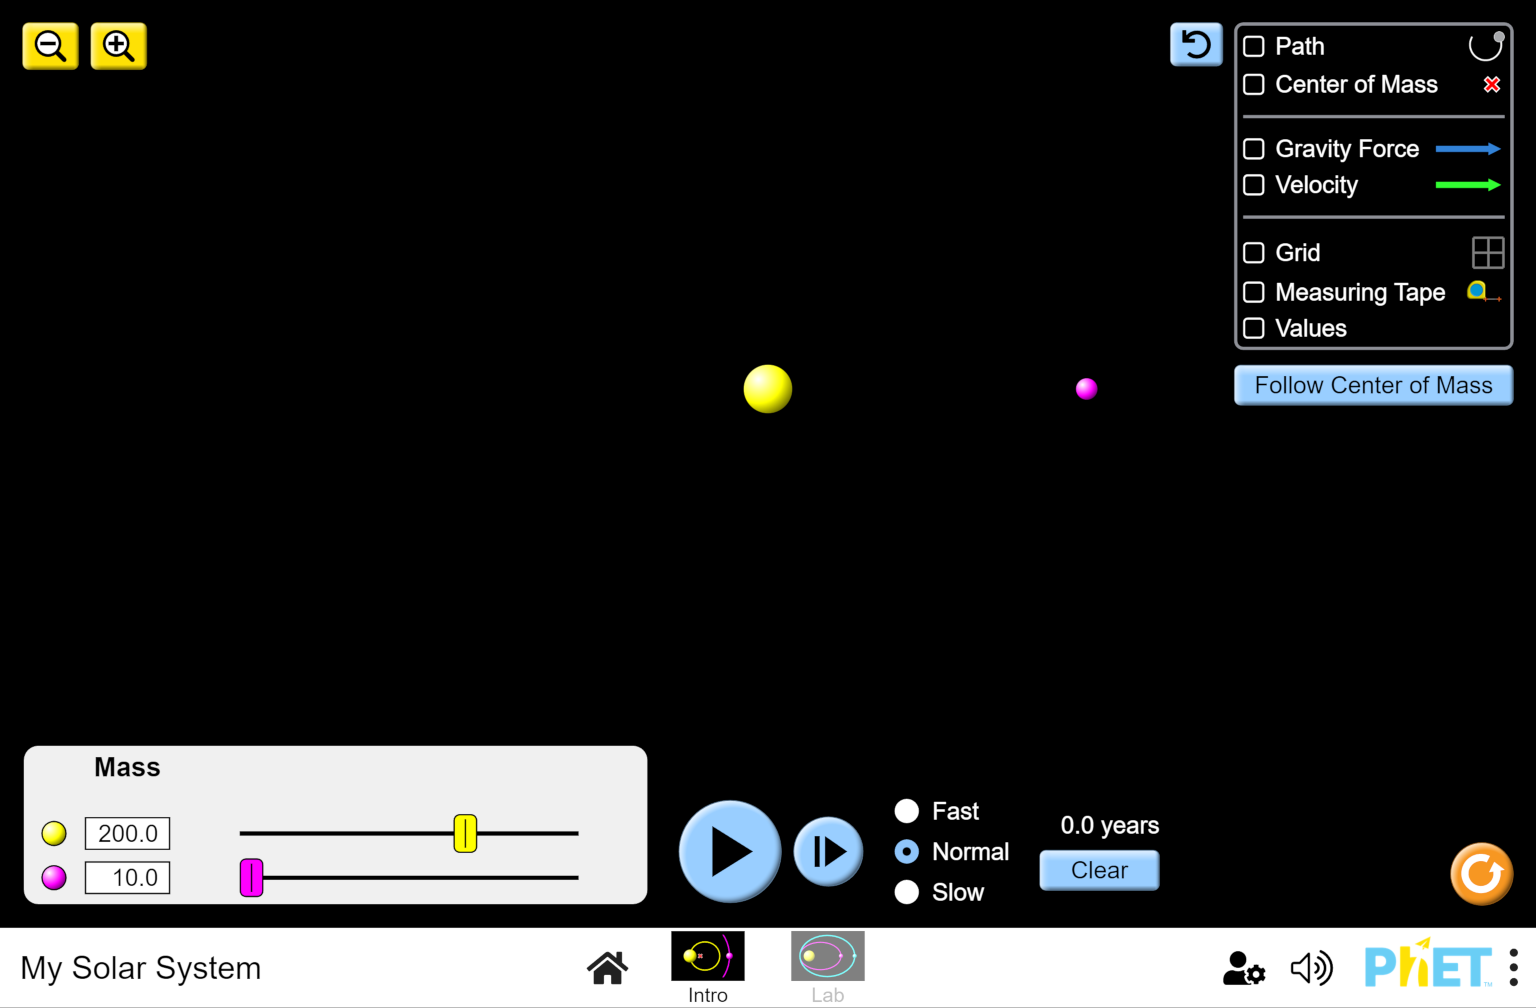 Path
Center of Mass
Gravity Force
Velocity
Grid
Measuring Tape
Values
Follow Center of Mass
Mass
200.0
10.0
Fast
Normal
Slow
0.0 years
Clear
My Solar System
Intro
Lab
PhET
TM